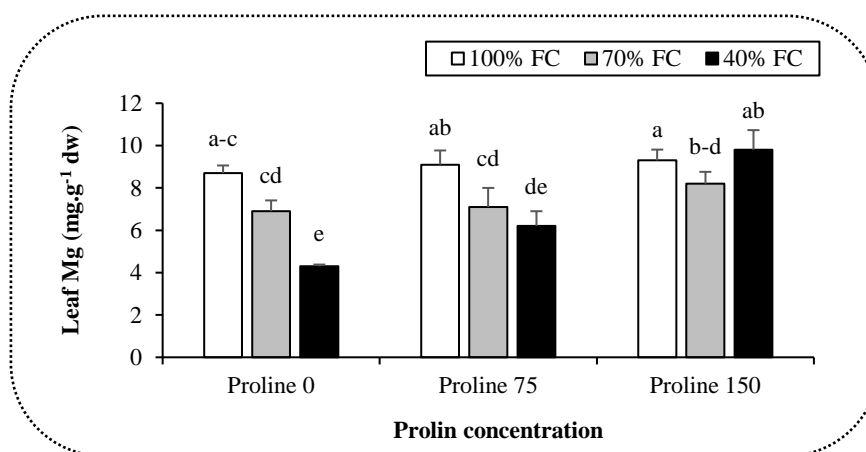 100% FC 70% FC 40% FC
12
10
8
6
4
2
0
Leaf Mg (mg.g⁻¹ dw)
a-c
cd
e
ab
cd
de
a
b-d
ab
Proline 0 Proline 75 Proline 150
Prolin concentration